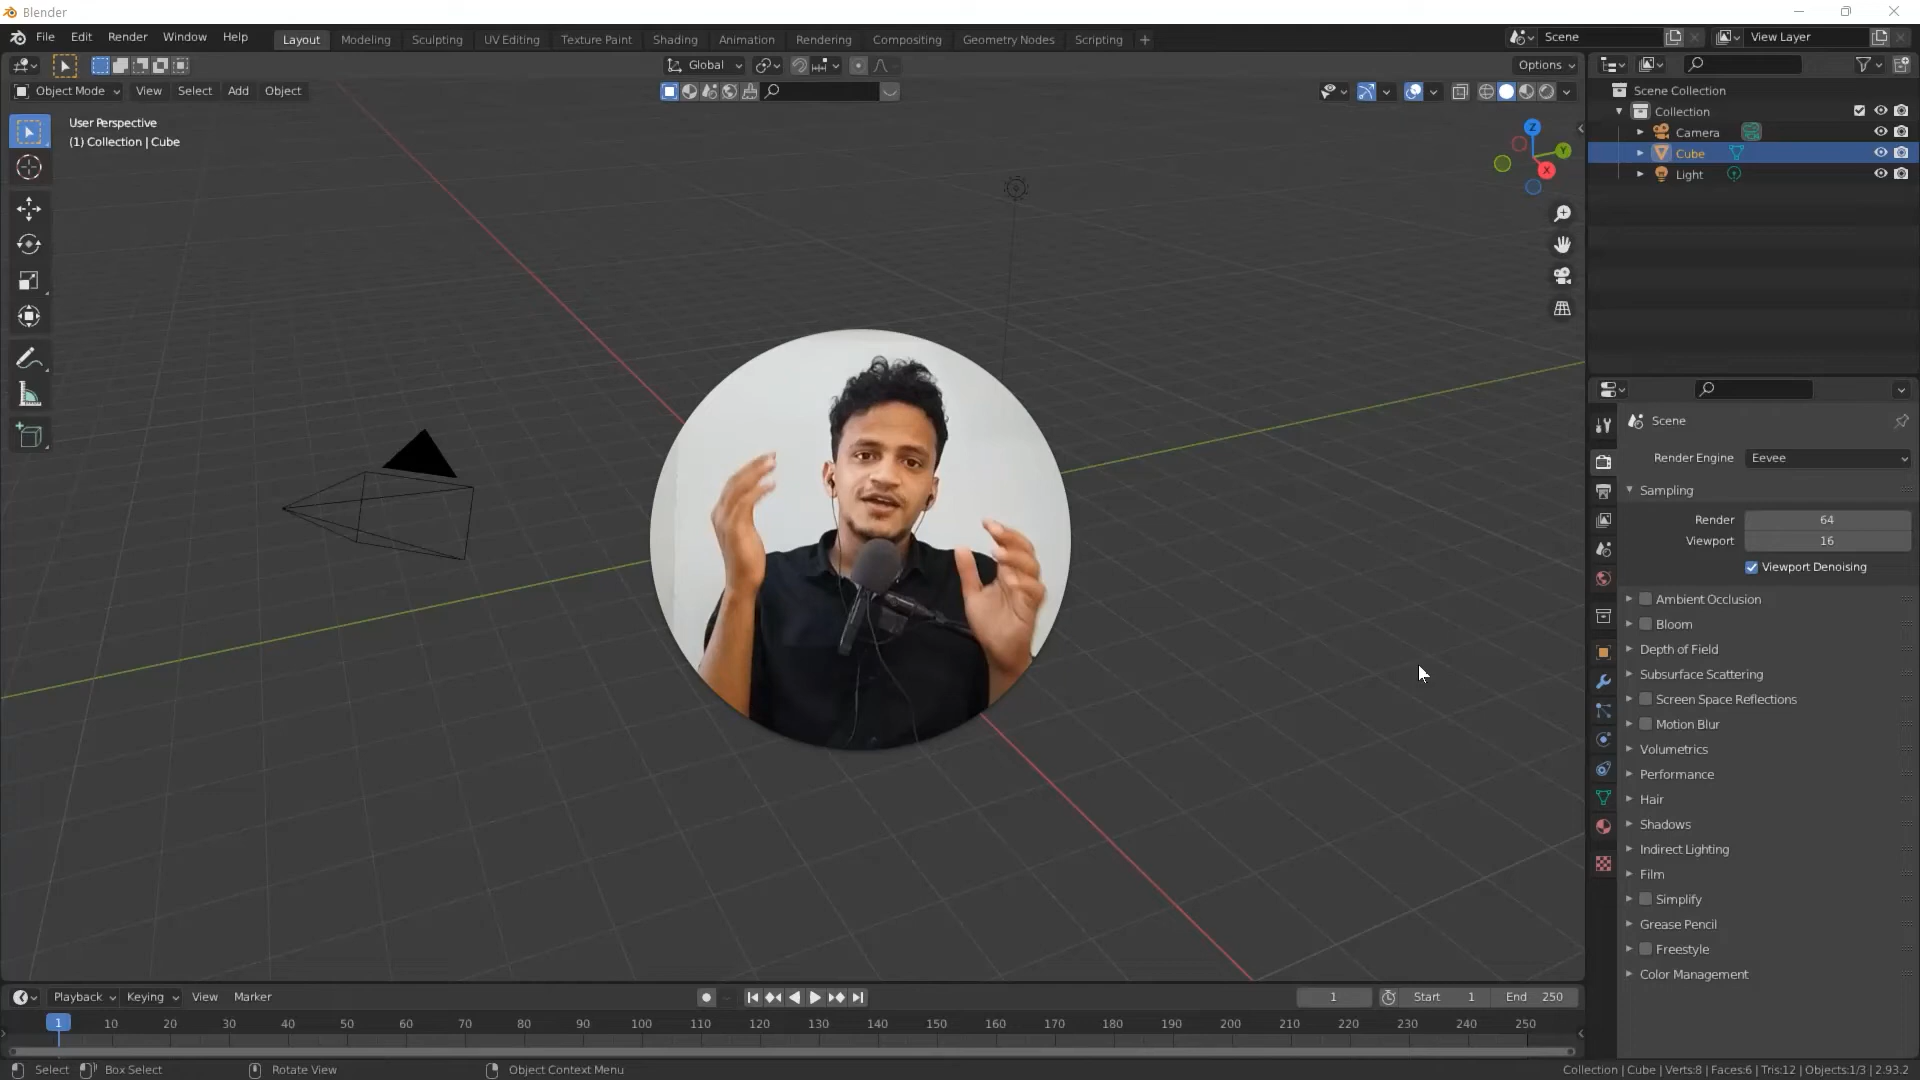 Blender
File Edit Render Window Help Layout Modeling Sculpting UV Editing Texture Paint Shading Animation Rendering Compositing Geometry Nodes Scripting + Scene View Layer
Global Options
Object Mode View Select Add Object
User Perspective
(1) Collection | Cube
Z
Y
X
Scene Collection
Collection
Camera
Cube
Light
Scene
Render Engine Eevee
Sampling
Render 64
Viewport 16
Viewport Denoising
Ambient Occlusion
Bloom
Depth of Field
Subsurface Scattering
Screen Space Reflections
Motion Blur
Volumetrics
Performance
Hair
Shadows
Indirect Lighting
Film
Simplify
Grease Pencil
Freestyle
Color Management
Playback Keying View Marker 1 Start 1 End 250
1 10 20 30 40 50 60 70 80 90 100 110 120 130 140 150 160 170 180 190 200 210 220 230 240 250
Select Box Select Rotate View Object Context Menu Collection | Cube | Verts:8 | Faces:6 | Tris:12 | Objects:1/3 | 2.93.2